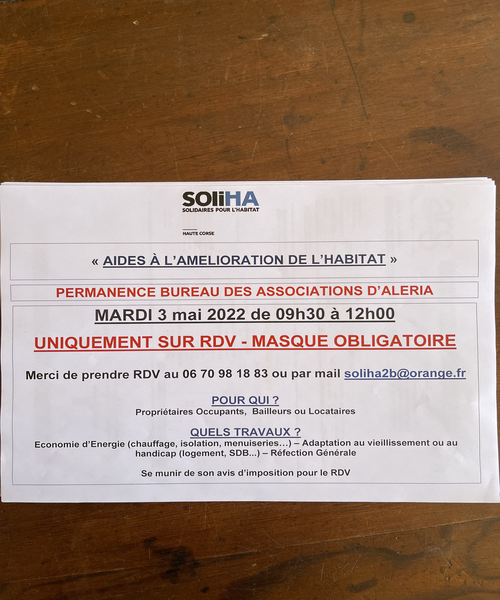 SOliHA
SOLIDAIRES POUR L'HABITAT
HAUTE CORSE
« AIDES À L'AMELIORATION DE L'HABITAT »
PERMANENCE BUREAU DES ASSOCIATIONS D'ALERIA
MARDI 3 mai 2022 de 09h30 à 12h00
UNIQUEMENT SUR RDV - MASQUE OBLIGATOIRE
Merci de prendre RDV au 06 70 98 18 83 ou par mail soliha2b@orange.fr
POUR QUI ?
Propriétaires Occupants, Bailleurs ou Locataires
QUELS TRAVAUX ?
Economie d'Energie (chauffage, isolation, menuiseries...) – Adaptation au vieillissement ou au
handicap (logement, SDB...) – Réfection Générale
Se munir de son avis d'imposition pour le RDV